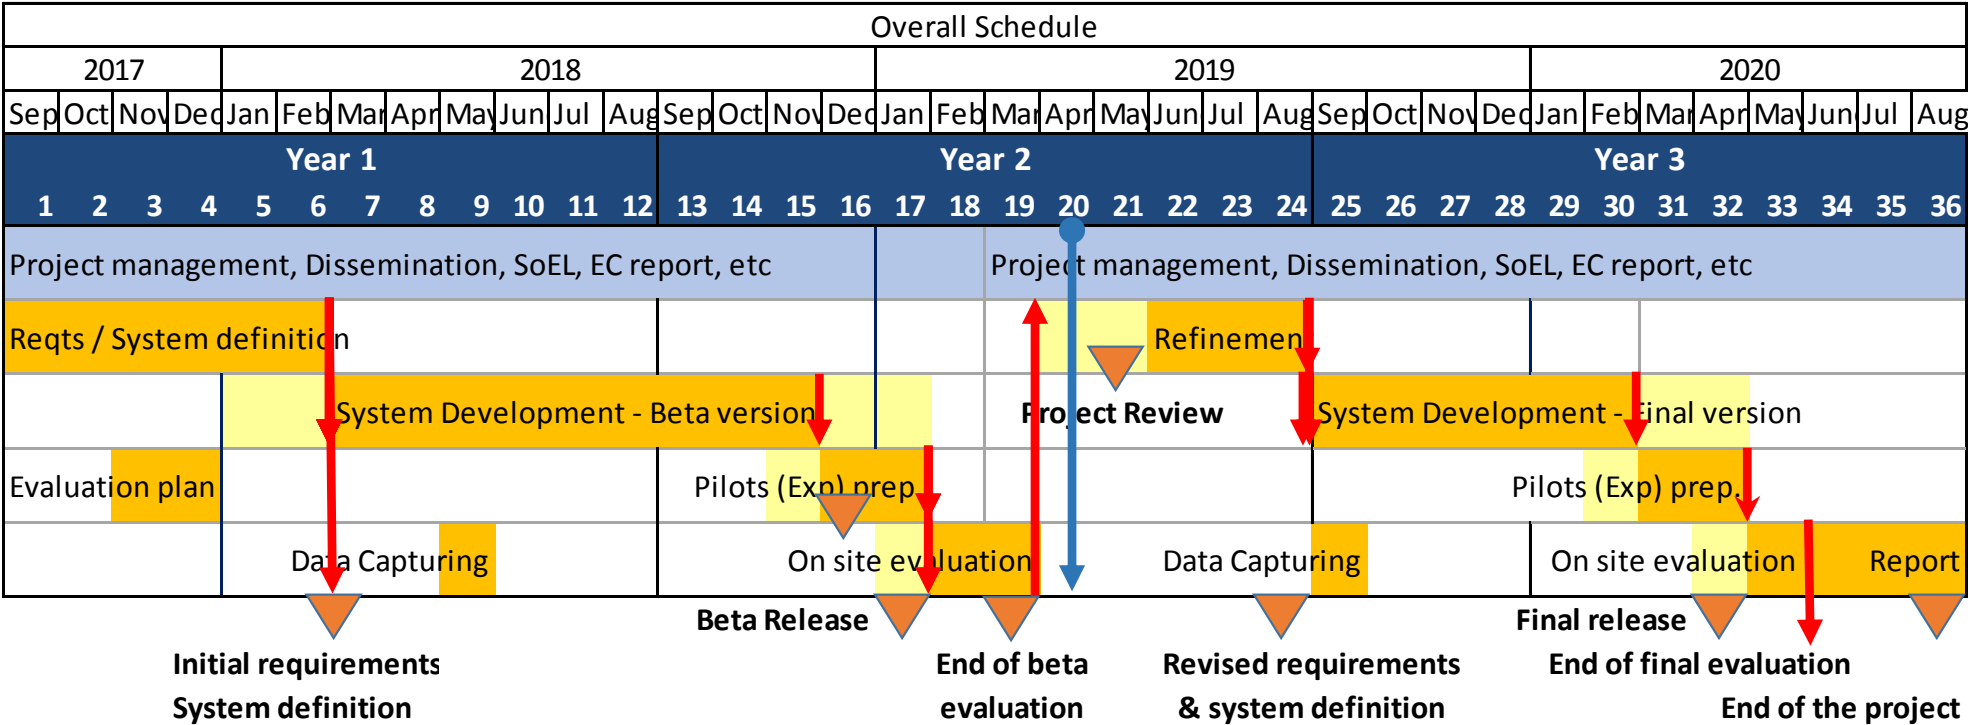 Overall Schedule
2017 2018 2019 2020
Sep Oct Nov Dec Jan Feb Mar Apr May Jun Jul Aug Sep Oct Nov Dec Jan Feb Mar Apr May Jun Jul Aug Sep Oct Nov Dec Jan Feb Mar Apr May Jun Jul Aug
Year 1 Year 2 Year 3
1 2 3 4 5 6 7 8 9 10 11 12 13 14 15 16 17 18 19 20 21 22 23 24 25 26 27 28 29 30 31 32 33 34 35 36
Project management, Dissemination, SoEL, EC report, etc Project management, Dissemination, SoEL, EC report, etc
Reqts / System definition Refinemen
System Development - Beta version Project Review System Development - Final version
Evaluation plan Pilots (Exp) prep. Pilots (Exp) prep.
Data Capturing On site evaluation Data Capturing On site evaluation Report
Beta Release Final release
Initial requirements End of beta Revised requirements End of final evaluation
System definition evaluation & system definition End of the project